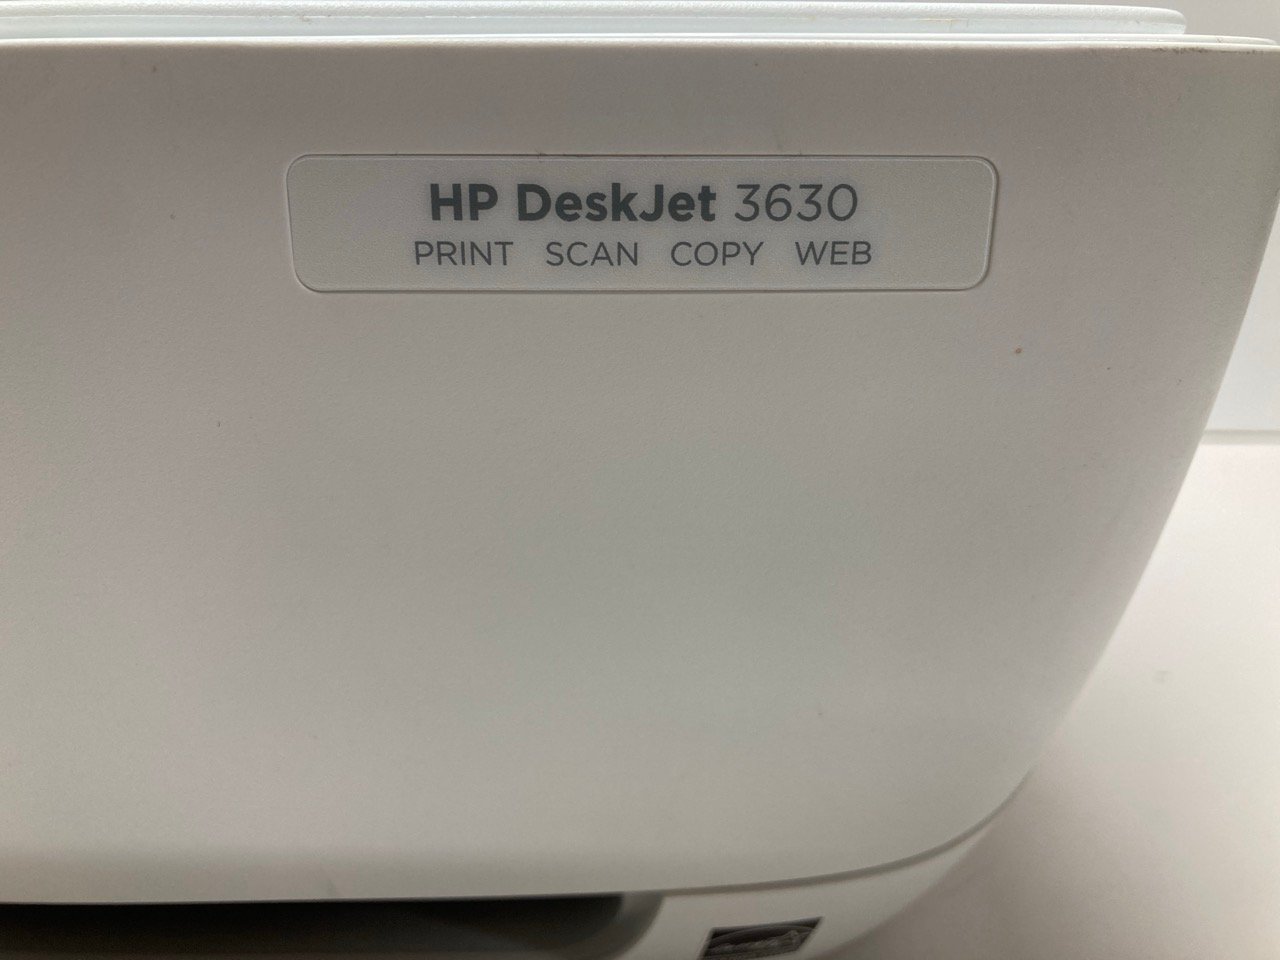 HP DeskJet 3630
PRINT SCAN COPY WEB